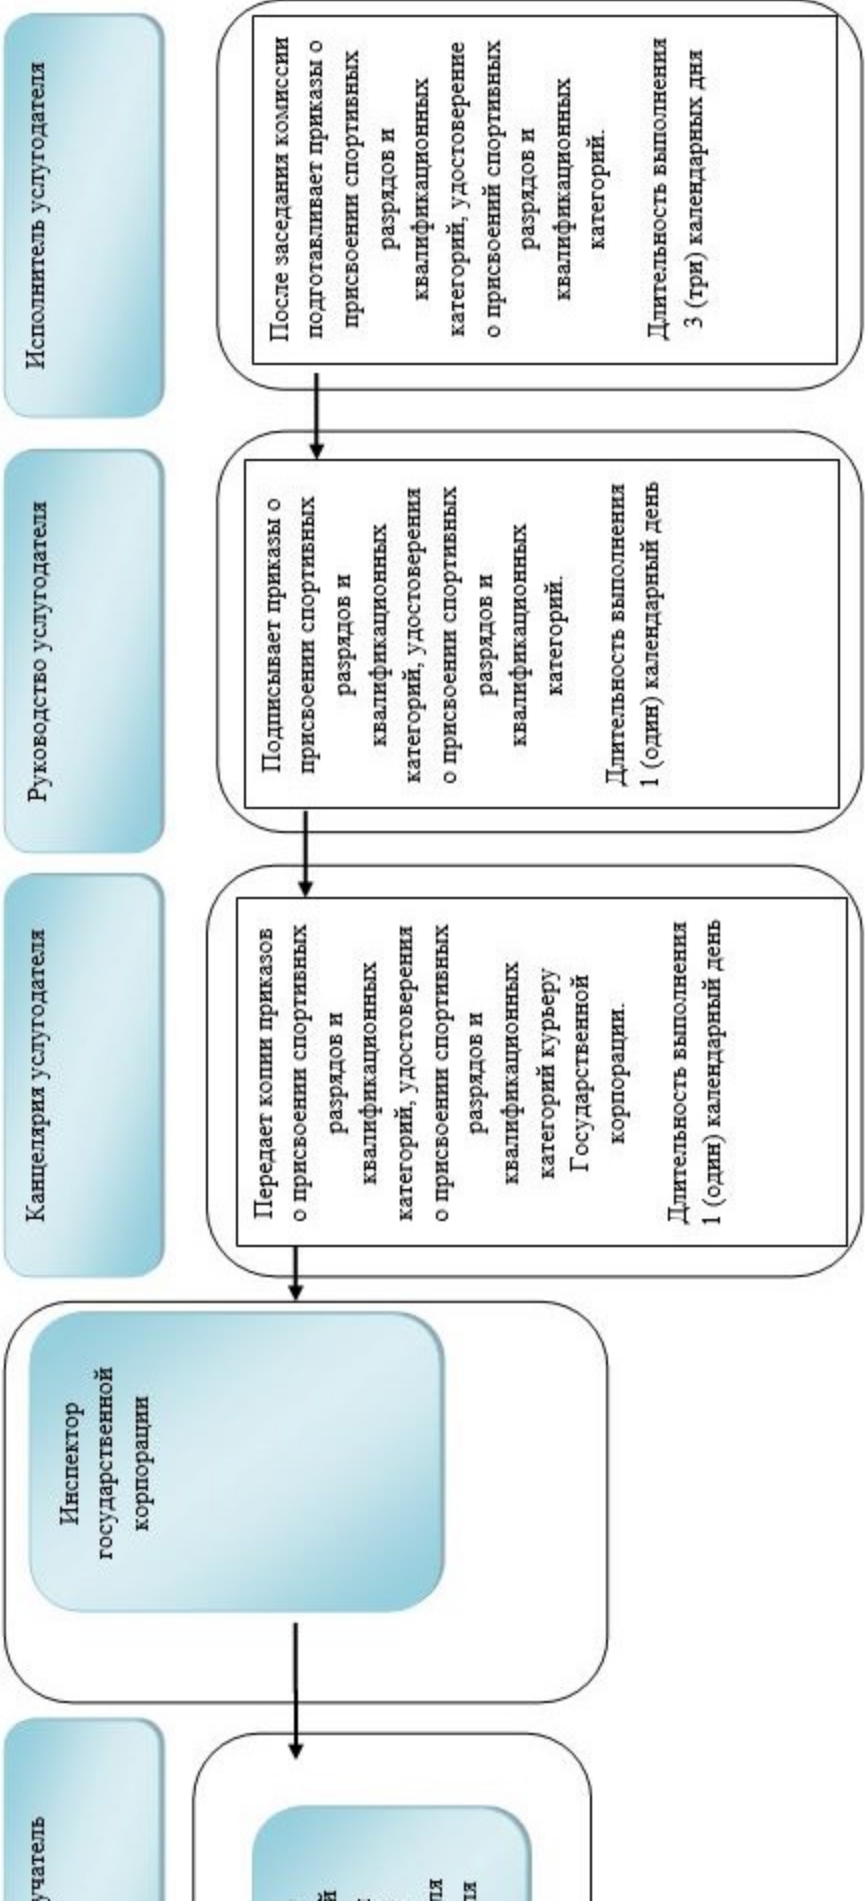 учатель
Инспектор
государственной
корпорации
Канцелярия услугодателя
Передает копии приказов
о присвоении спортивных
разрядов и
квалификационных
категорий, удостоверения
о присвоении спортивных
разрядов и
квалификационных
категорий курьеру
Государственной
корпорации.
Длительность выполнения
1 (один) календарный день
Руководство услугодателя
Подписывает приказы о
присвоении спортивных
разрядов и
квалификационных
категорий, удостоверения
о присвоении спортивных
разрядов и
квалификационных
категорий.
Длительность выполнения
1 (один) календарный день
Исполнитель услугодателя
После заседания комиссии
подготавливает приказы о
присвоении спортивных
разрядов и
квалификационных
категорий, удостоверение
о присвоений спортивных
разрядов и
квалификационных
категорий.
Длительность выполнения
3 (три) календарных дня